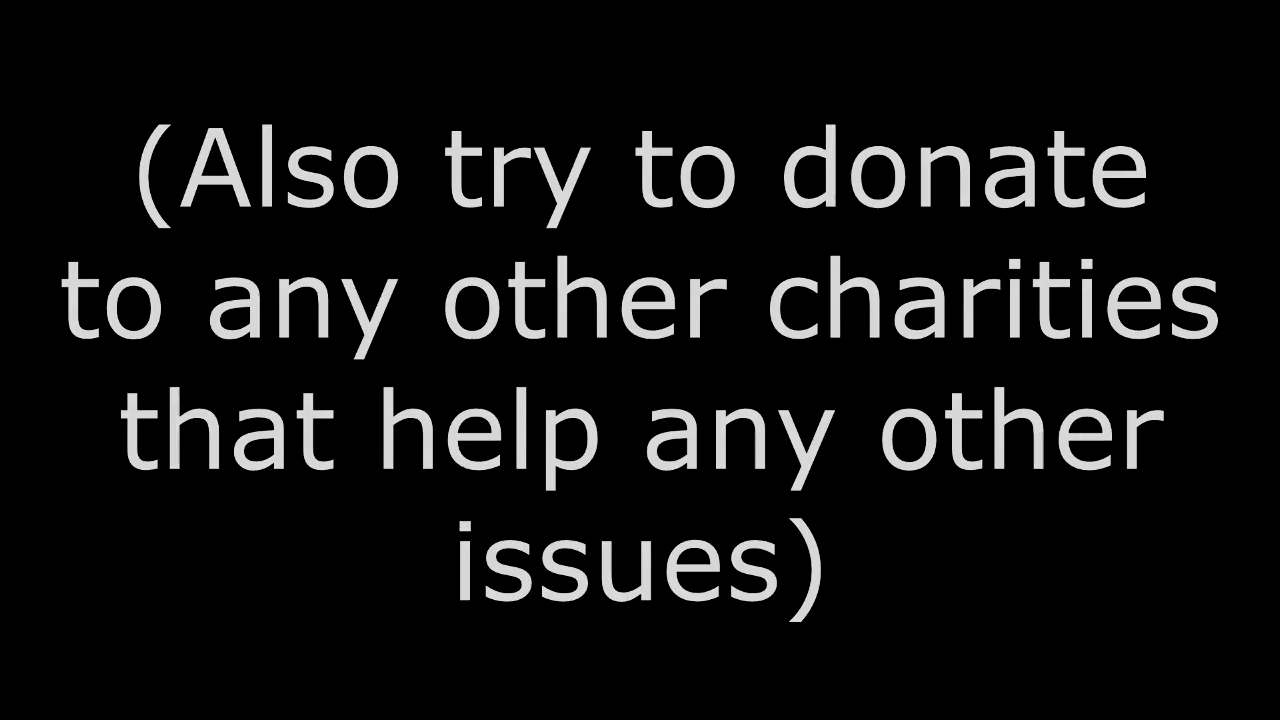 (Also try to donate
to any other charities
that help any other
issues)